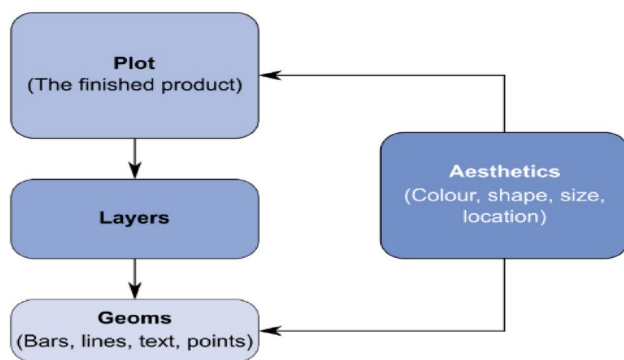 Plot
(The finished product)
Layers
Geoms
(Bars, lines, text, points)
Aesthetics
(Colour, shape, size,
location)